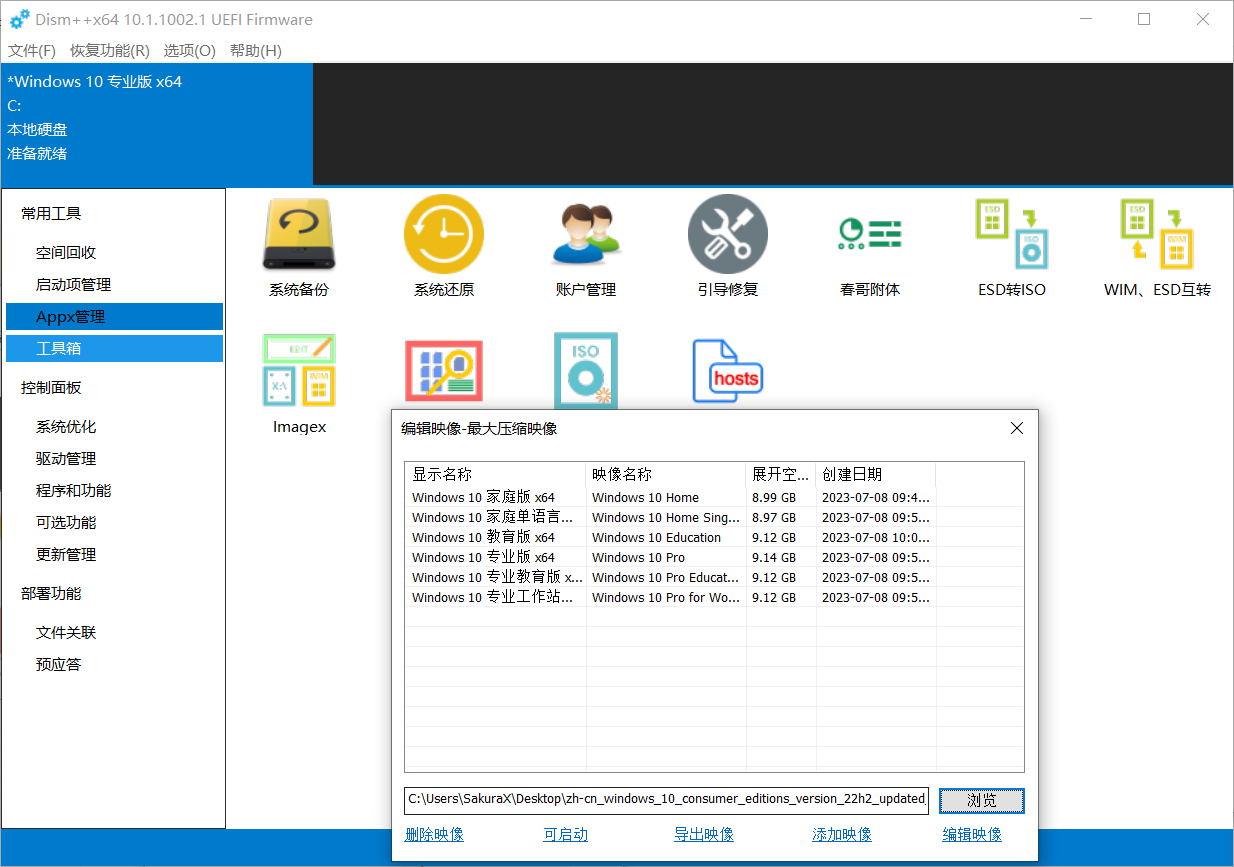 Dism++x64 10.1.1002.1 UEFI Firmware
文件(F) 恢复功能(R) 选项(O) 帮助(H)
*Windows 10 专业版 x64
C:
本地硬盘
准备就绪
常用工具
空间回收
启动项管理
Appx管理
工具箱
控制面板
系统优化
驱动管理
程序和功能
可选功能
更新管理
部署功能
文件关联
预应答
系统备份 系统还原 账户管理 引导修复 春哥附体 ESD转ISO WIM、ESD互转
ESD ISO
ESD WIM
EDIT
X:\ WIM
ISO
hosts
Imagex
编辑映像-最大压缩映像
显示名称 映像名称 展开空... 创建日期
Windows 10 家庭版 x64 Windows 10 Home 8.99 GB 2023-07-08 09:4...
Windows 10 家庭单语言... Windows 10 Home Sing... 8.97 GB 2023-07-08 09:5...
Windows 10 教育版 x64 Windows 10 Education 9.12 GB 2023-07-08 10:0...
Windows 10 专业版 x64 Windows 10 Pro 9.14 GB 2023-07-08 09:5...
Windows 10 专业教育版 x... Windows 10 Pro Educat... 9.12 GB 2023-07-08 09:5...
Windows 10 专业工作站... Windows 10 Pro for Wo... 9.12 GB 2023-07-08 09:5...
C:\Users\SakuraX\Desktop\zh-cn_windows_10_consumer_editions_version_22h2_updated_ 浏览
删除映像 可启动 导出映像 添加映像 编辑映像